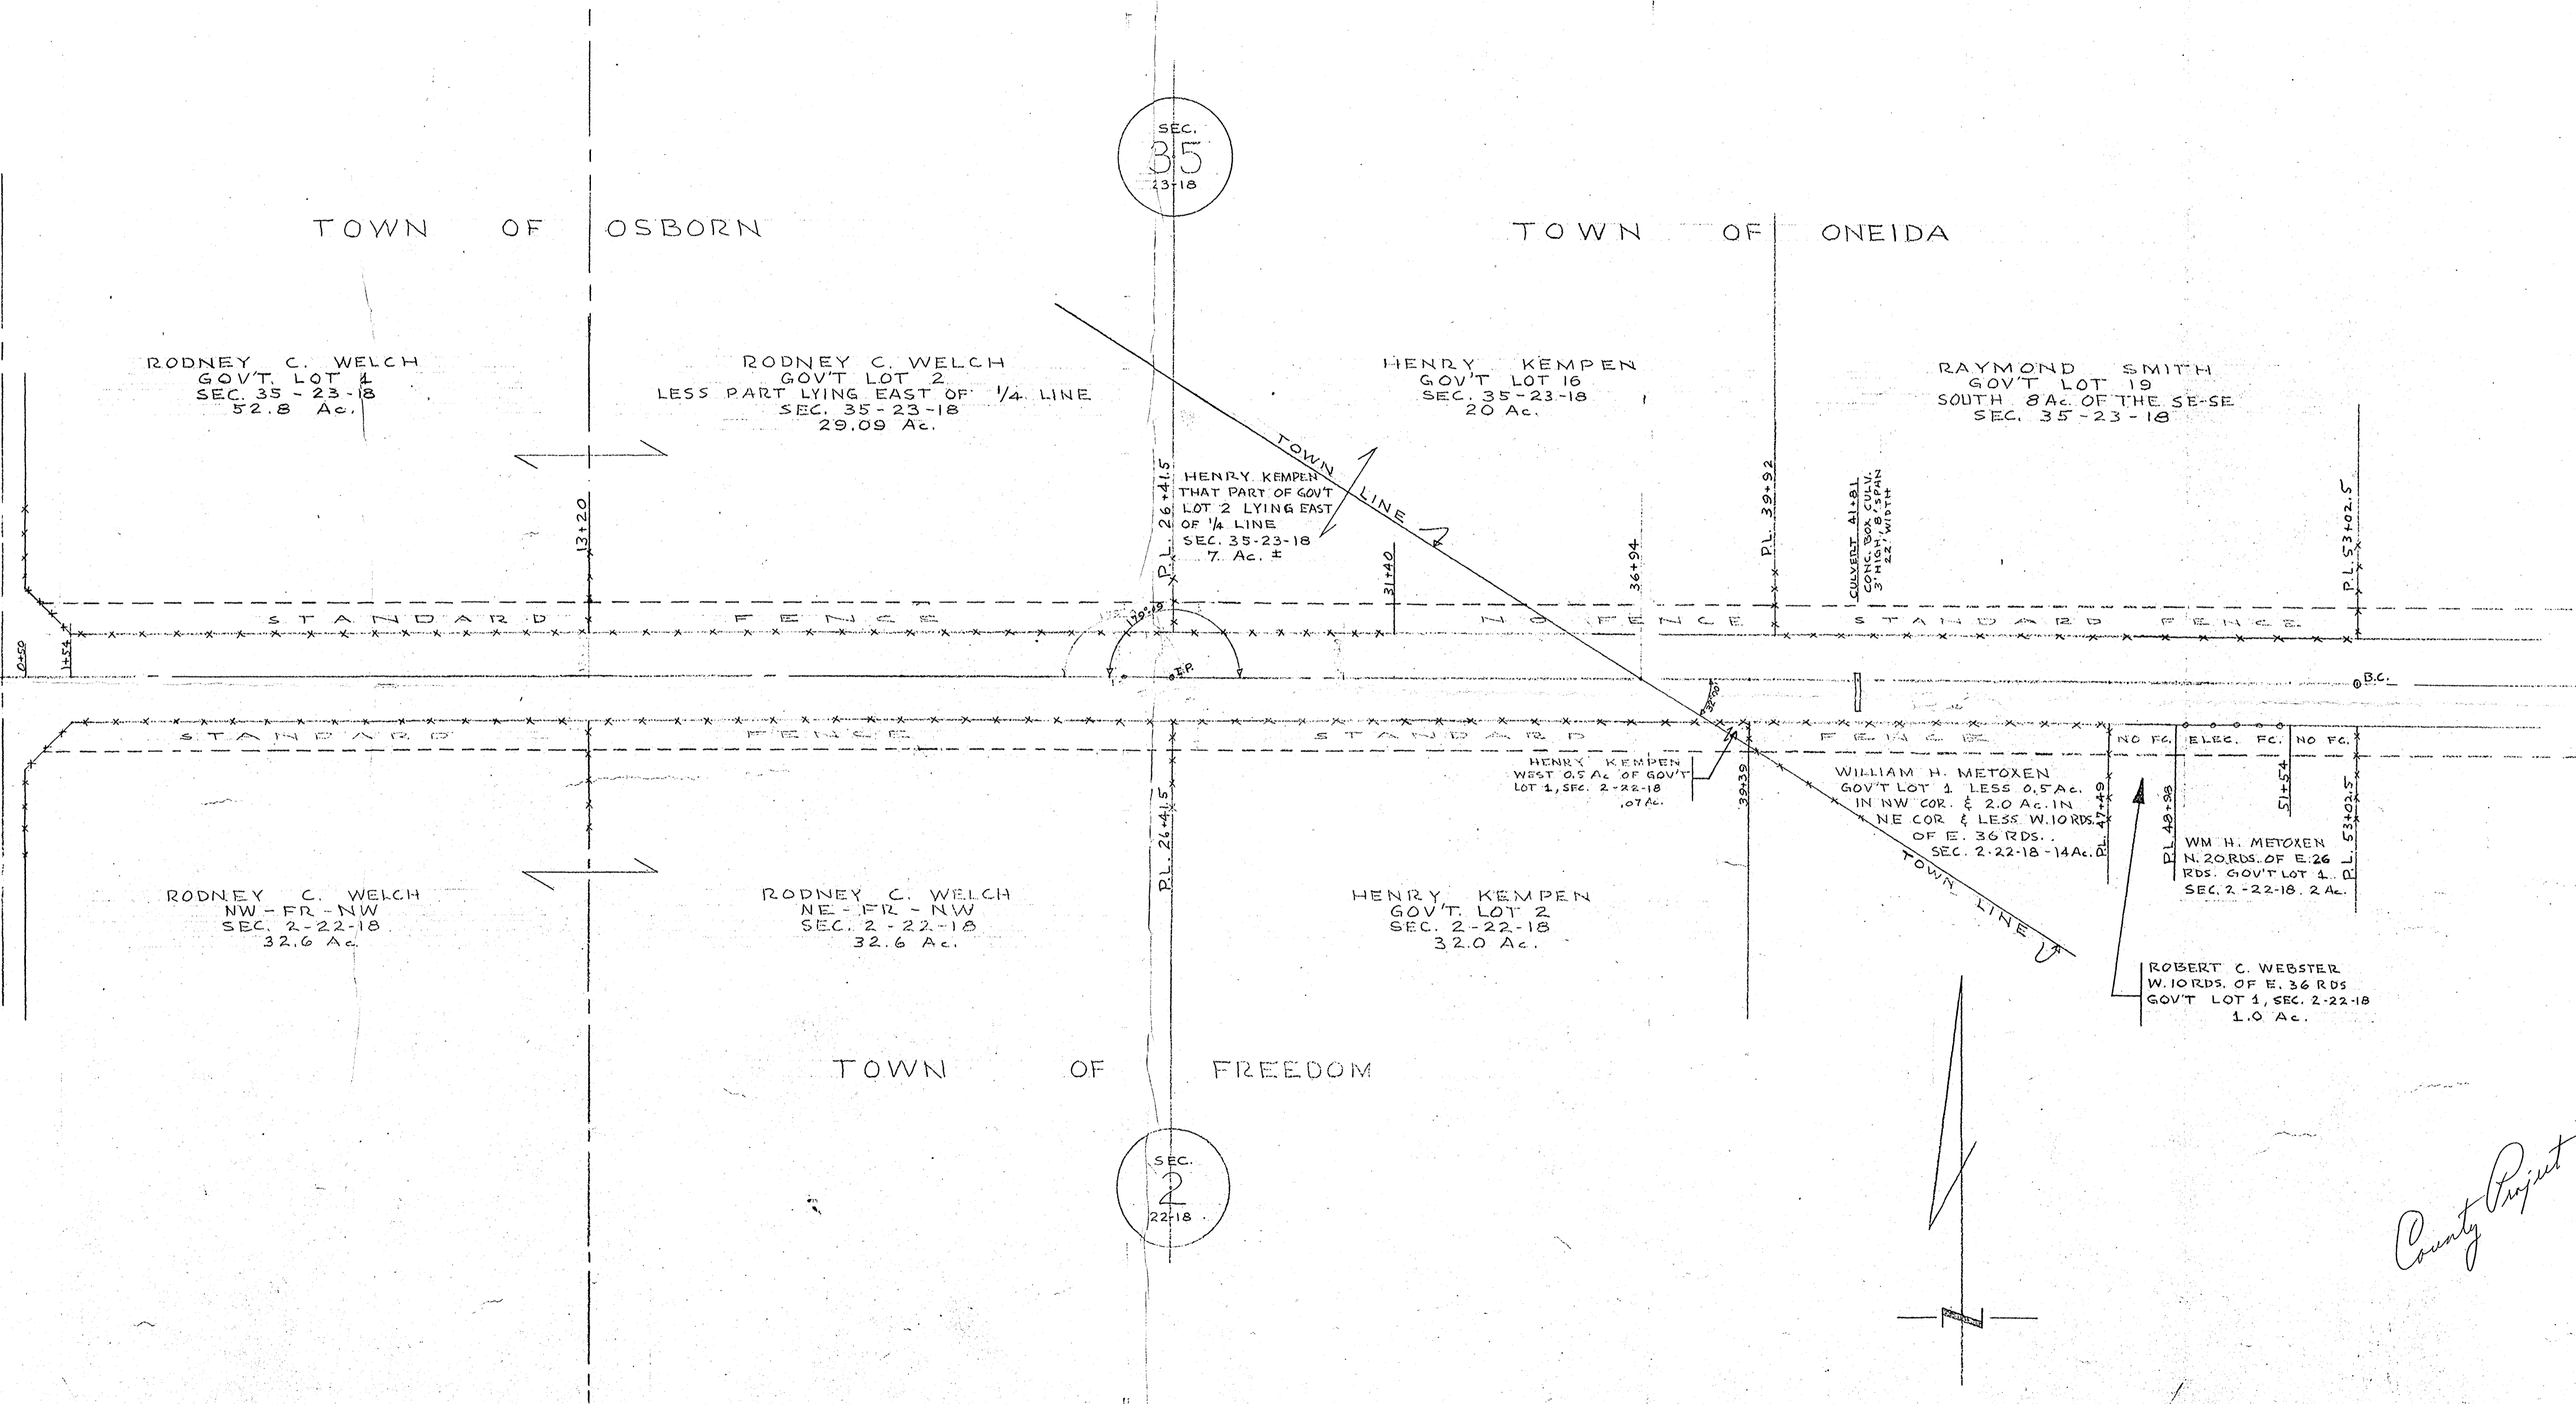 SEC.
35
23-18
TOWN OF OSBORN
TOWN OF ONEIDA
RODNEY C. WELCH
GOV'T. LOT 1
SEC. 35-23-18
52.8 Ac.
RODNEY C. WELCH
GOV'T LOT 2
LESS PART LYING EAST OF 1/4 LINE
SEC. 35-23-18
29.09 Ac.
HENRY KEMPEN
GOV'T LOT 16
SEC. 35-23-18
20 Ac.
RAYMOND SMITH
GOV'T LOT 19
SOUTH 8 Ac. OF THE SE-SE
SEC. 35-23-18
TOWN LINE
HENRY KEMPEN
THAT PART OF GOV'T
LOT 2 LYING EAST
OF 1/4 LINE
SEC. 35-23-18
7 Ac. ±
13+20
P.L. 26+41.5
31+40
36+94
P.L. 39+92
CULVERT 41+81
CONC. BOX CULV.
3' HIGH, 8' SPAN
22' WIDTH
P.L. 53+02.5
STANDARD FENCE
NO FENCE
STANDARD FENCE
0+50
1+54
T.P.
B.C.
STANDARD FENCE
STANDARD FENCE
NO FC.
ELEC. FC.
NO FC.
HENRY KEMPEN
WEST 0.5 Ac OF GOV'T
LOT 1, SEC. 2-22-18
.07 Ac.
39+39
WILLIAM H. METOXEN
GOV'T LOT 1 LESS 0.5 Ac.
IN NW COR. & 2.0 Ac. IN
NE COR & LESS W. 10 RDS.
OF E. 36 RDS.
SEC. 2-22-18-14 Ac.
P.L. 47+49
P.L. 49+28
51+54
P.L. 53+02.5
P.L. 26+41.5
WM H. METOXEN
N. 20 RDS. OF E. 26
RDS. GOV'T LOT 1
SEC. 2-22-18. 2 Ac.
TOWN LINE
RODNEY C. WELCH
NW-FR-NW
SEC. 2-22-18
32.6 Ac
RODNEY C. WELCH
NE-FR-NW
SEC. 2-22-18
32.6 Ac.
HENRY KEMPEN
GOV'T. LOT 2
SEC. 2-22-18
32.0 Ac.
ROBERT C. WEBSTER
W. 10 RDS. OF E. 36 RDS
GOV'T LOT 1, SEC. 2-22-18
1.0 Ac.
TOWN OF FREEDOM
SEC.
2
22-18
County Project
N